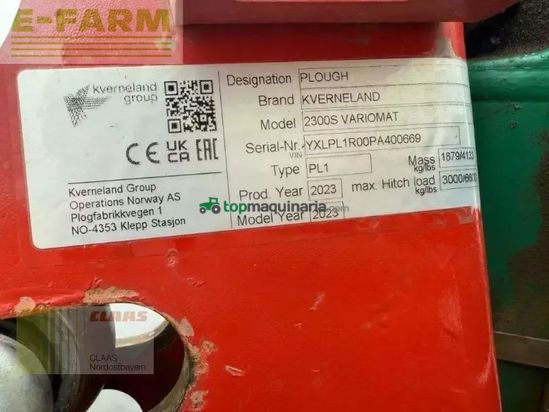 E-FARM
kverneland
group
CE UK CA EAC
Kverneland Group
Operations Norway AS
Plogfabrikkvegen 1
NO-4353 Klepp Stasjon
Designation PLOUGH
Brand KVERNELAND
Model 2300S VARIOMAT
Serial-Nr. VIN YXLPL1R00PA400669
Type PL1 Mass kg/lbs
Prod. Year 2023 max. Hitch load kg/lbs
Model Year 2023
topmaquinaria.com
CLAAS
CLAAS
Nordostbayern